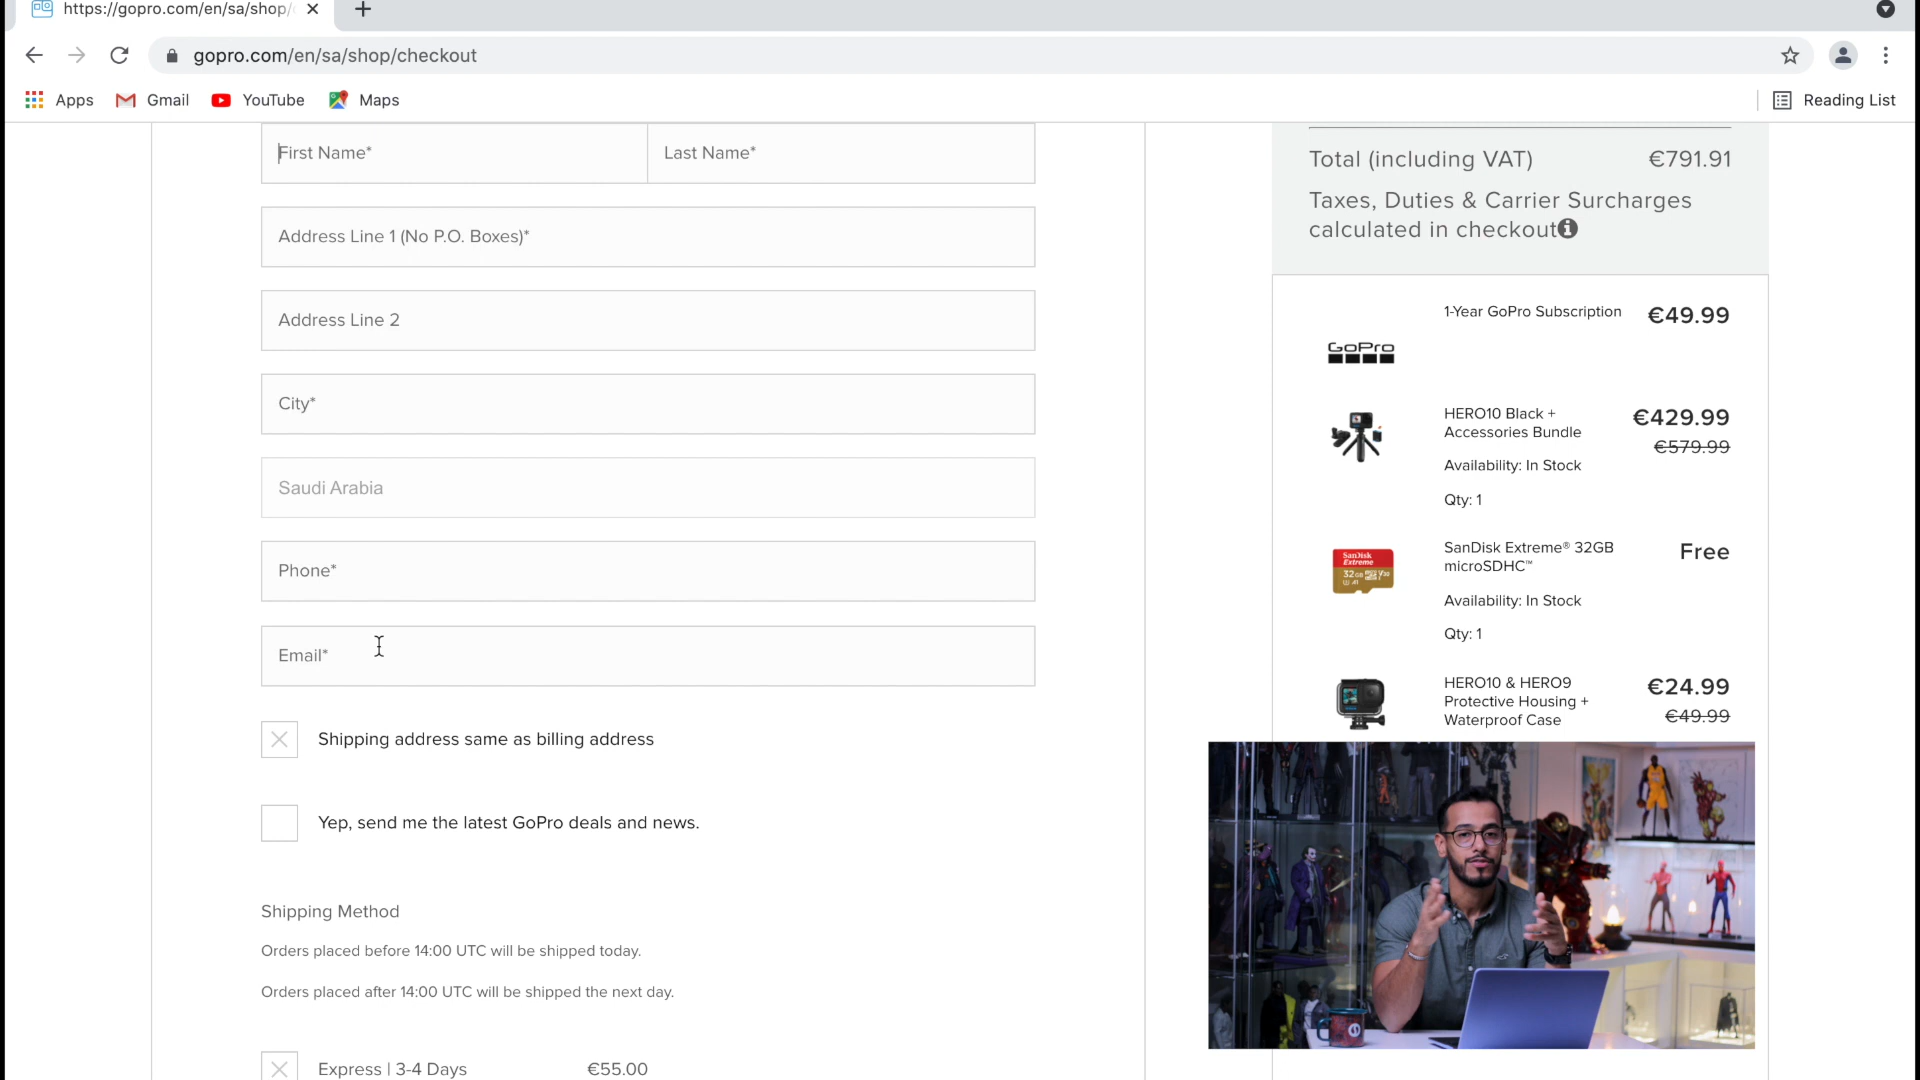 https://gopro.com/en/sa/shop/
gopro.com/en/sa/shop/checkout
Apps
Gmail
YouTube
Maps
Reading List
First Name*
Last Name*
Address Line 1 (No P.O. Boxes)*
Address Line 2
City*
Saudi Arabia
Phone*
Email*
Shipping address same as billing address
Yep, send me the latest GoPro deals and news.
Shipping Method
Orders placed before 14:00 UTC will be shipped today.
Orders placed after 14:00 UTC will be shipped the next day.
Express | 3-4 Days €55.00
Total (including VAT) €791.91
Taxes, Duties & Carrier Surcharges
calculated in checkout
1-Year GoPro Subscription €49.99
GoPro
HERO10 Black + €429.99
Accessories Bundle €579.99
Availability: In Stock
Qty: 1
SanDisk Extreme® 32GB Free
microSDHC™
Availability: In Stock
Qty: 1
SanDisk
Extreme
32GB
HERO10 & HERO9 €24.99
Protective Housing +
Waterproof Case €49.99